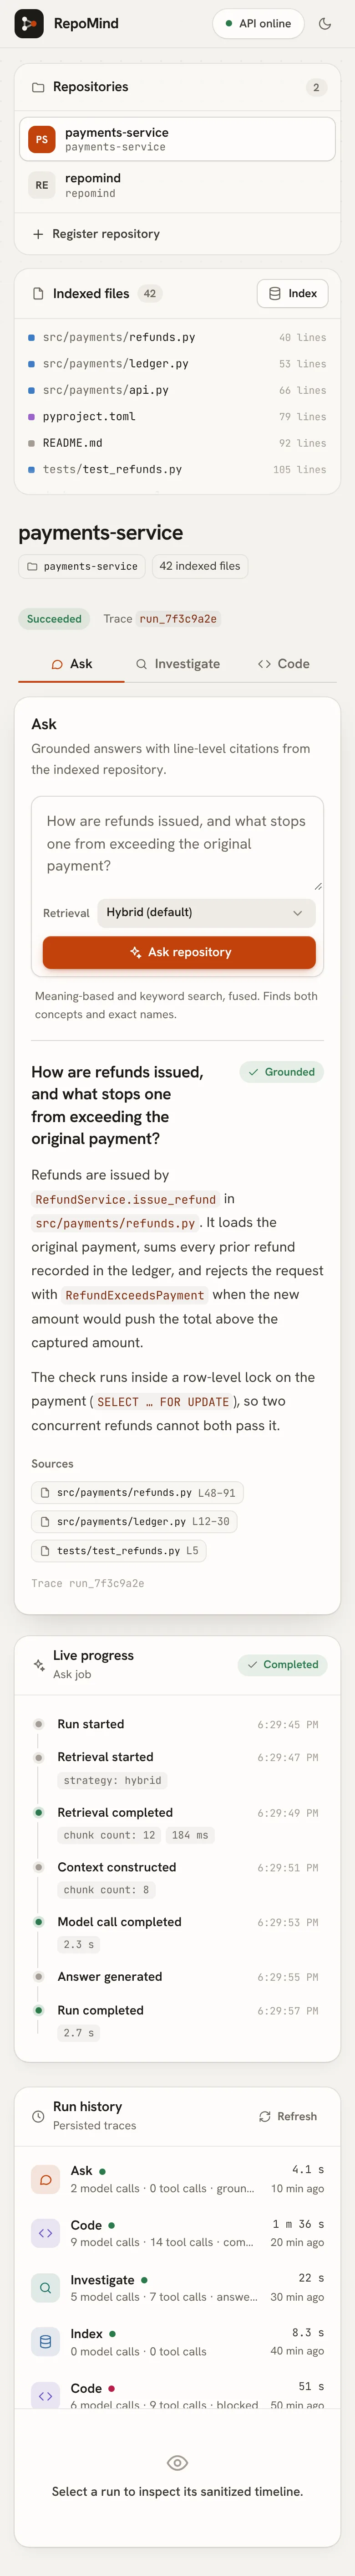 RepoMind
API online
Repositories
2
PS
payments-service
payments-service
RE
repomind
repomind
Register repository
Indexed files
42
Index
src/payments/refunds.py
40 lines
src/payments/ledger.py
53 lines
src/payments/api.py
66 lines
pyproject.toml
79 lines
README.md
92 lines
tests/test_refunds.py
105 lines
payments-service
payments-service
42 indexed files
Succeeded
Trace run_7f3c9a2e
Ask
Investigate
Code
Ask
Grounded answers with line-level citations from
the indexed repository.
How are refunds issued, and what stops
one from exceeding the original
payment?
Retrieval
Hybrid (default)
Ask repository
Meaning-based and keyword search, fused. Finds both
concepts and exact names.
How are refunds issued,
and what stops one
from exceeding the
original payment?
Grounded
Refunds are issued by
RefundService.issue_refund in
src/payments/refunds.py. It loads the
original payment, sums every prior refund
recorded in the ledger, and rejects the request
with RefundExceedsPayment when the new
amount would push the total above the
captured amount.
The check runs inside a row-level lock on the
payment (SELECT … FOR UPDATE), so two
concurrent refunds cannot both pass it.
Sources
src/payments/refunds.py L48–91
src/payments/ledger.py L12–30
tests/test_refunds.py L5
Trace run_7f3c9a2e
Live progress
Ask job
Completed
Run started
6:29:45 PM
Retrieval started
6:29:47 PM
strategy: hybrid
Retrieval completed
6:29:49 PM
chunk count: 12
184 ms
Context constructed
6:29:51 PM
chunk count: 8
Model call completed
6:29:53 PM
2.3 s
Answer generated
6:29:55 PM
Run completed
6:29:57 PM
2.7 s
Run history
Persisted traces
Refresh
Ask
4.1 s
2 model calls · 0 tool calls · groun…
10 min ago
Code
1 m 36 s
9 model calls · 14 tool calls · com…
20 min ago
Investigate
22 s
5 model calls · 7 tool calls · answe…
30 min ago
Index
8.3 s
0 model calls · 0 tool calls
40 min ago
Code
51 s
6 model calls · 9 tool calls · blocked
50 min ago
Select a run to inspect its sanitized timeline.